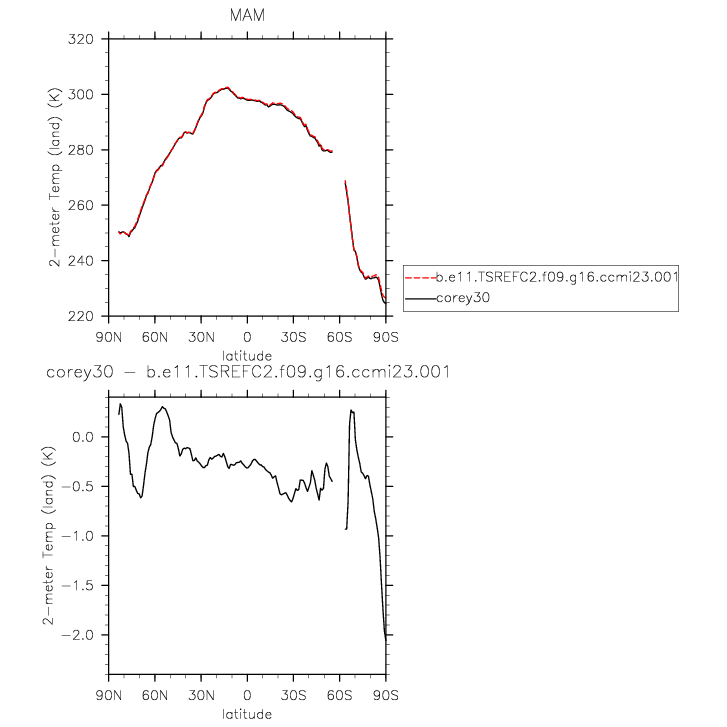 MAM
320
300
280
260
240
220
2-meter Temp (land) (K)
90N 60N 30N 0 30S 60S 90S
latitude
b.e11.TSREFC2.f09.g16.ccmi23.001
corey30
corey30 - b.e11.TSREFC2.f09.g16.ccmi23.001
0.0
-0.5
-1.0
-1.5
-2.0
2-meter Temp (land) (K)
90N 60N 30N 0 30S 60S 90S
latitude